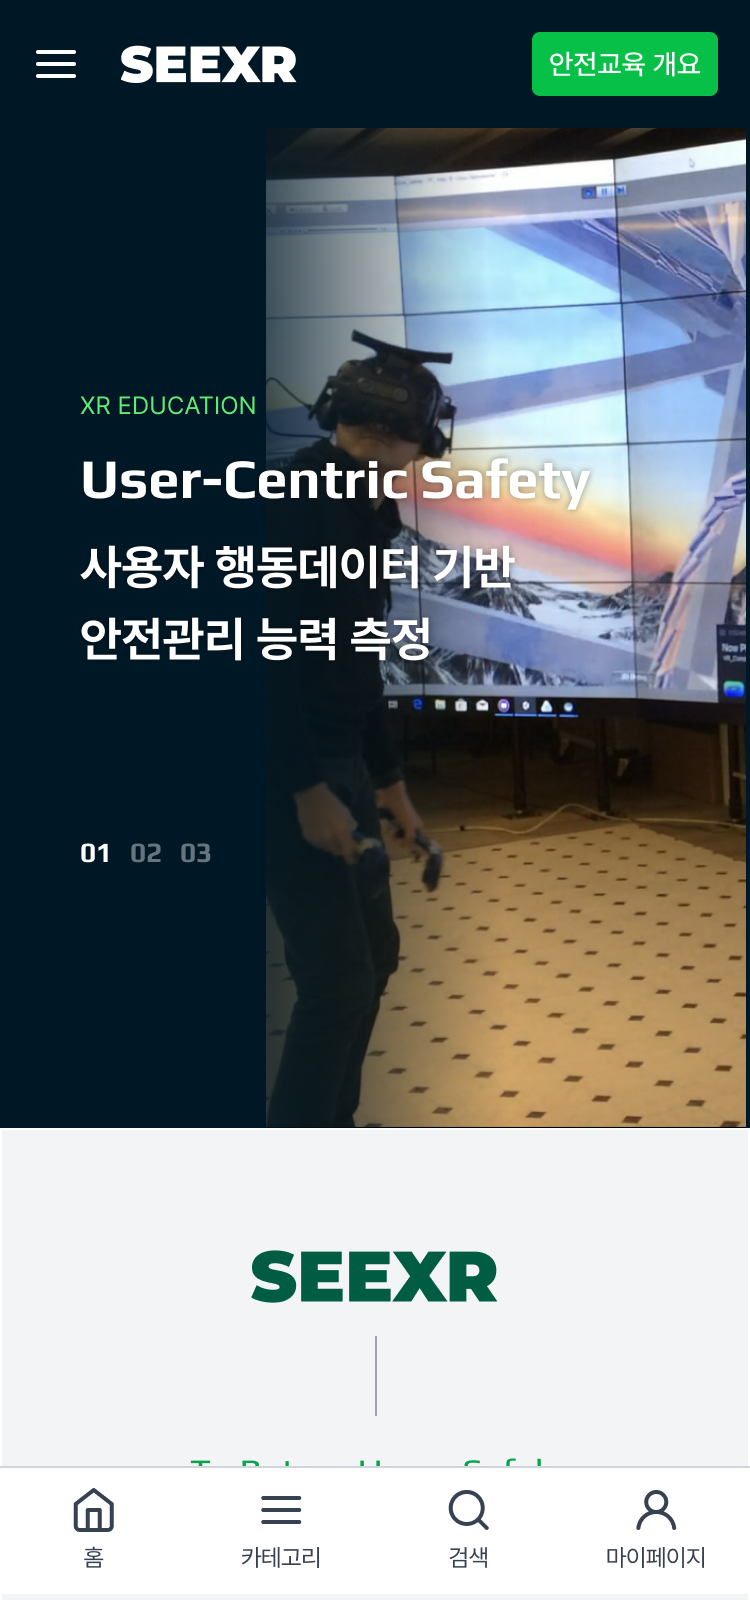 SEEXR
안전교육 개요
XR EDUCATION
User-Centric Safety
사용자 행동데이터 기반
안전관리 능력 측정
01 02 03
SEEXR
홈
카테고리
검색
마이페이지